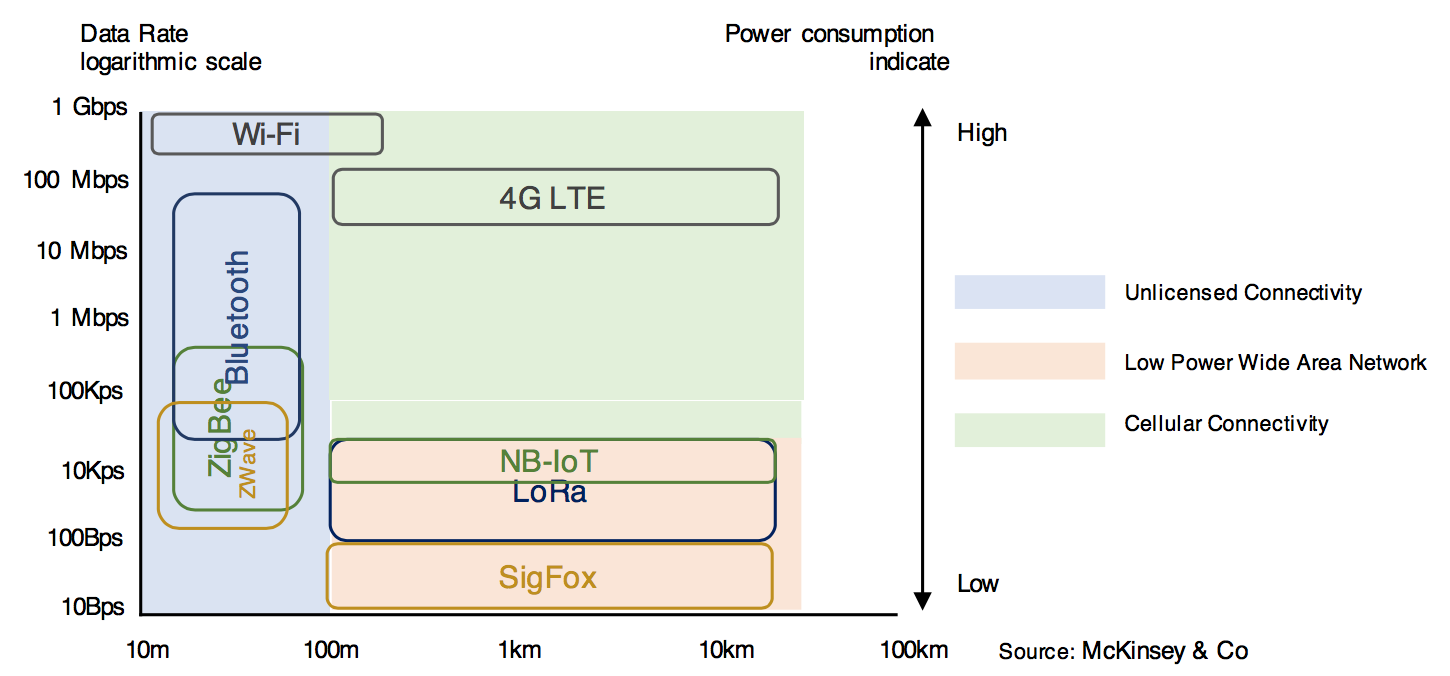 Data Rate
logarithmic scale
Power consumption
indicate
1 Gbps
100 Mbps
10 Mbps
1 Mbps
100Kps
10Kps
100Bps
10Bps
Wi-Fi
4G LTE
Bluetooth
ZigBee
zWave
NB-IoT
LoRa
SigFox
High
Low
Unlicensed Connectivity
Low Power Wide Area Network
Cellular Connectivity
10m 100m 1km 10km 100km
Source: McKinsey & Co